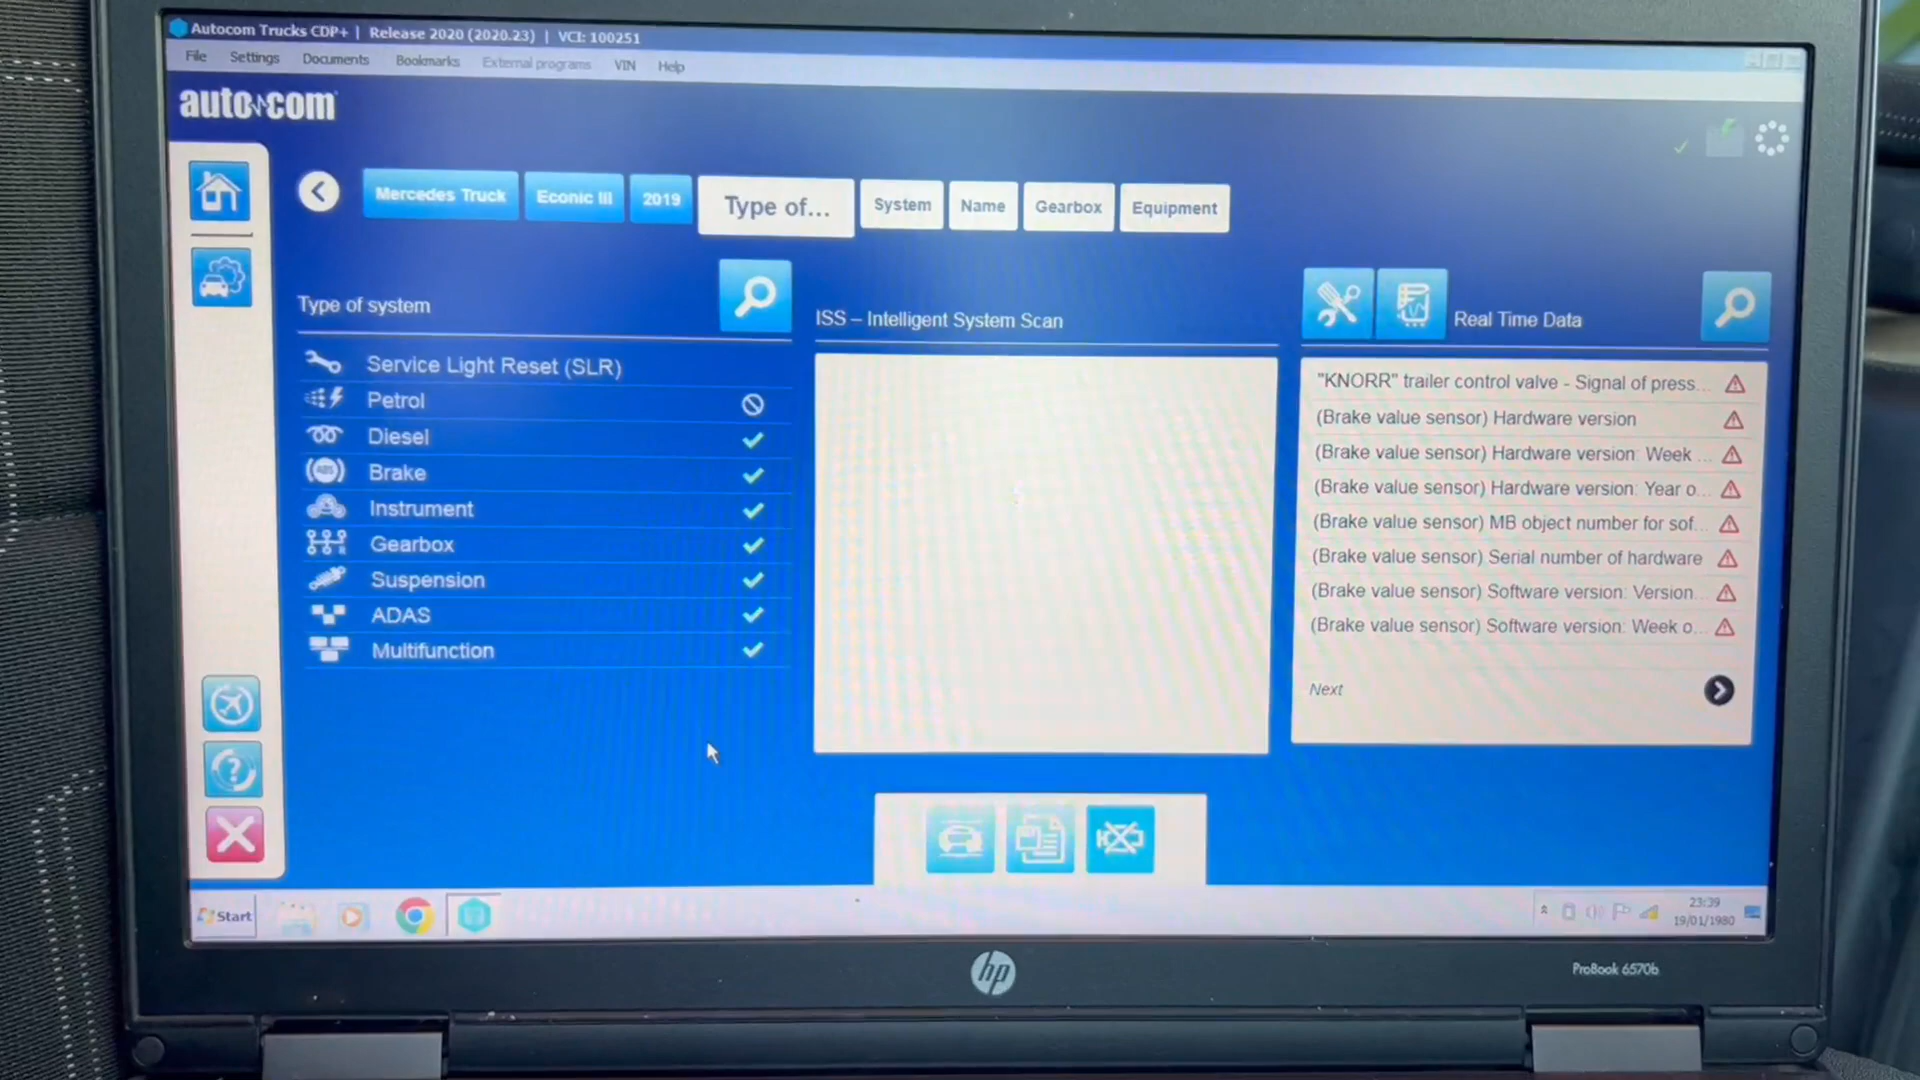 Autocom Trucks CDP+ | Release 2020 (2020.23) | VCI: 100251
File Settings Documents Bookmarks External programs VIN Help
autocom
Mercedes Truck Econic III 2019 Type of... System Name Gearbox Equipment
Type of system
Service Light Reset (SLR)
Petrol
Diesel
Brake
Instrument
Gearbox
Suspension
ADAS
Multifunction
ISS – Intelligent System Scan
Real Time Data
"KNORR" trailer control valve - Signal of press...
(Brake value sensor) Hardware version
(Brake value sensor) Hardware version: Week ...
(Brake value sensor) Hardware version: Year o...
(Brake value sensor) MB object number for sof...
(Brake value sensor) Serial number of hardware
(Brake value sensor) Software version: Version...
(Brake value sensor) Software version: Week o...
Next
Start
23:39
19/01/1980
hp
ProBook 6570b